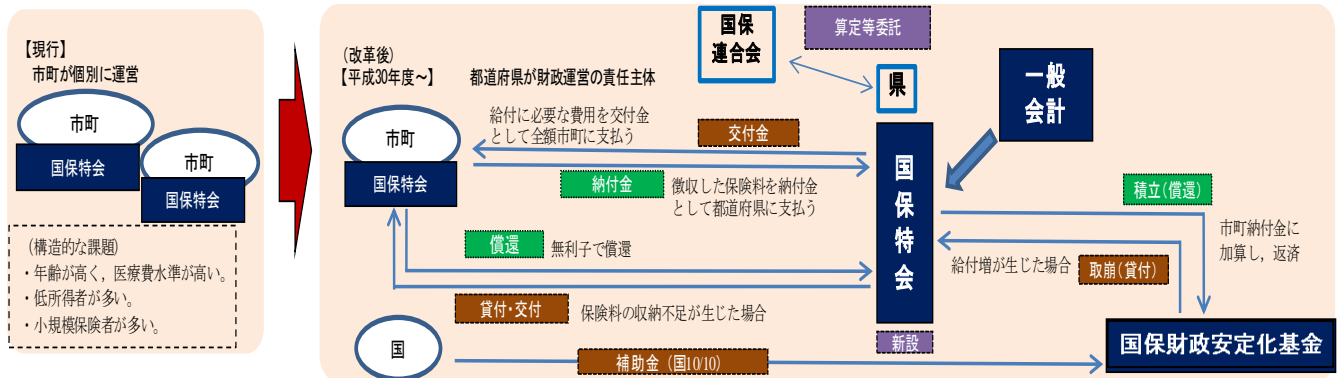 【現行】
市町が個別に運営
市町
国保特会
市町
国保特会
(構造的な課題)
・年齢が高く，医療費水準が高い。
・低所得者が多い。
・小規模保険者が多い。
(改革後)
【平成30年度～】
都道府県が財政運営の責任主体
国保
連合会
算定等委託
県
一般
会計
市町
国保特会
給付に必要な費用を交付金
として全額市町に支払う
交付金
納付金
徴収した保険料を納付金
として都道府県に支払う
償還
無利子で償還
貸付・交付
保険料の収納不足が生じた場合
国
補助金（国10/10）
国保特会
新設
積立(償還)
市町納付金に
加算し，返済
給付増が生じた場合
取崩(貸付)
国保財政安定化基金